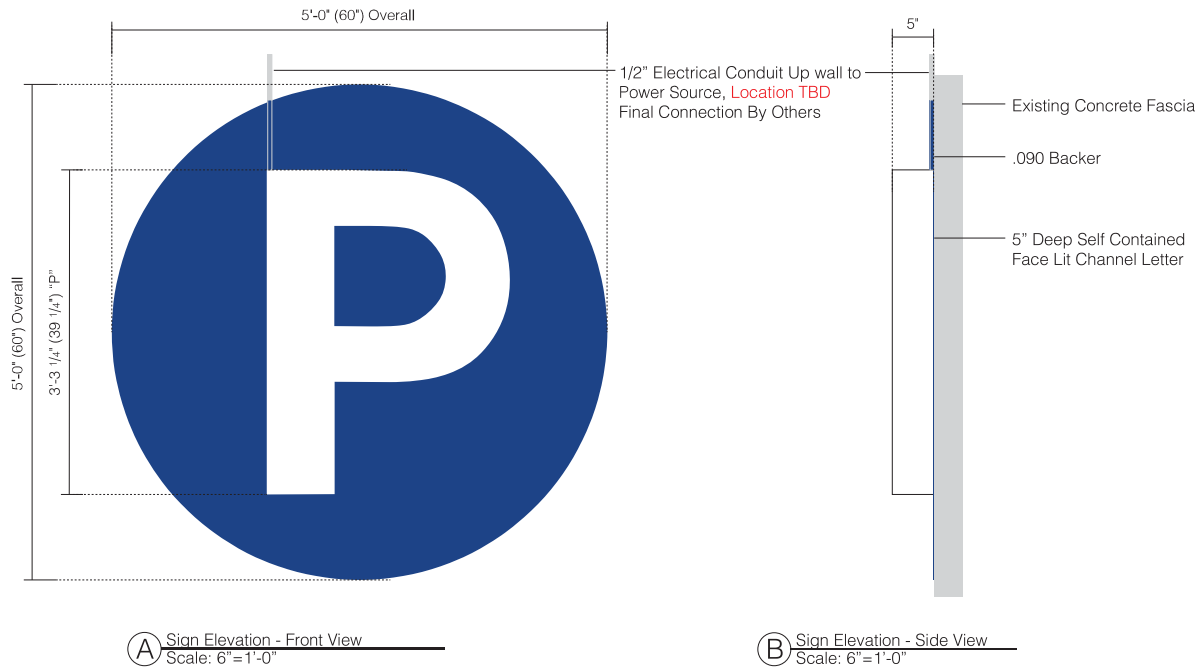 5'-0" (60") Overall
5"
1/2” Electrical Conduit Up wall to
Power Source, Location TBD
Final Connection By Others
Existing Concrete Fascia
.090 Backer
5” Deep Self Contained
Face Lit Channel Letter
5'-0" (60") Overall
3'-3 1/4" (39 1/4") “P”
P
A
Sign Elevation - Front View
Scale: 6”=1’-0”
B
Sign Elevation - Side View
Scale: 6”=1’-0”